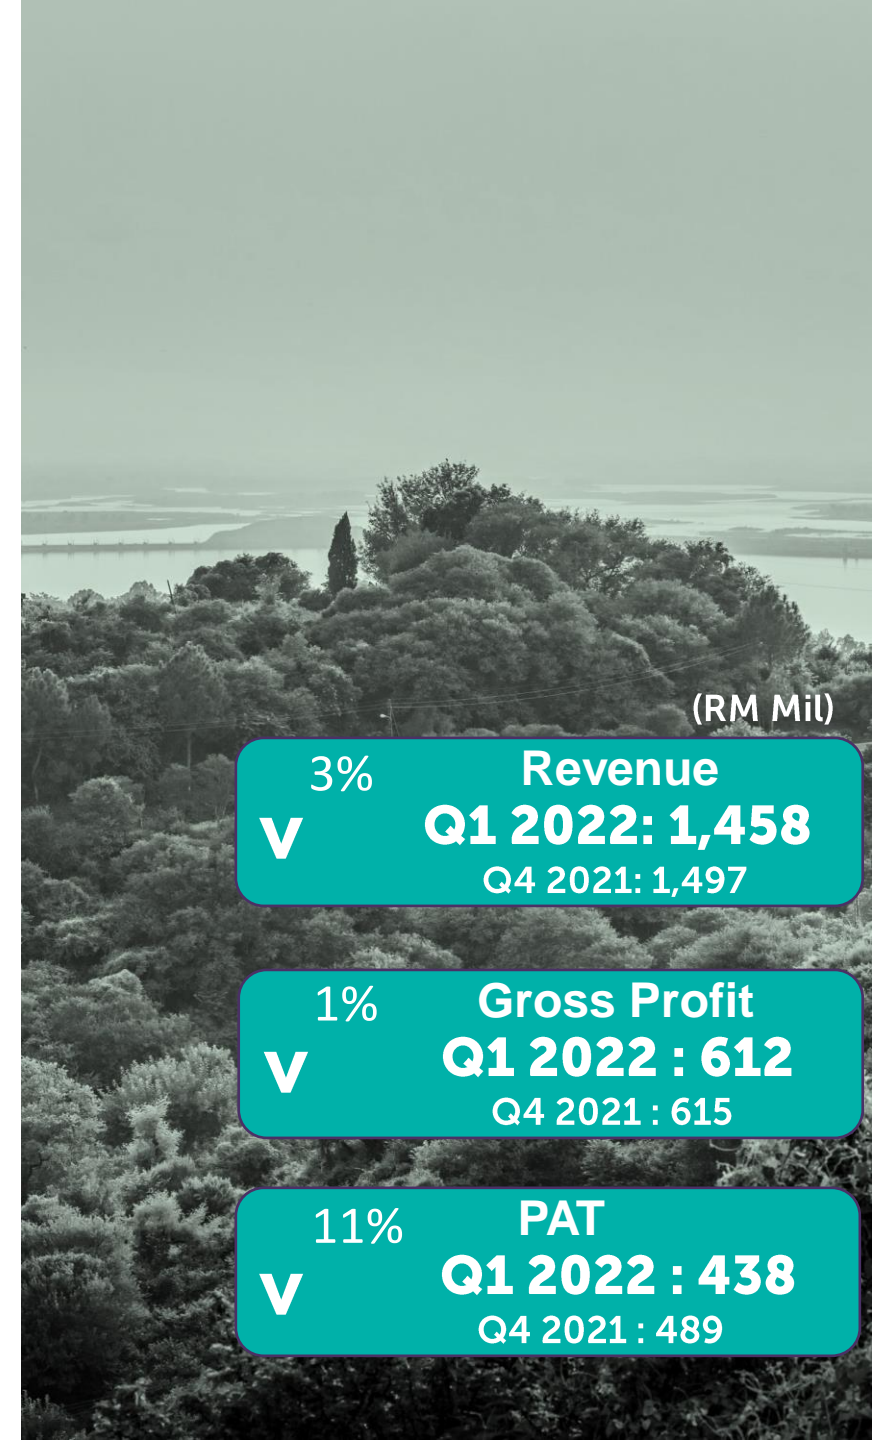 (RM Mil)
3%
Revenue
v
Q1 2022: 1,458
Q4 2021: 1,497
1%
Gross Profit
v
Q1 2022 : 612
Q4 2021 : 615
11%
PAT
v
Q1 2022 : 438
Q4 2021 : 489